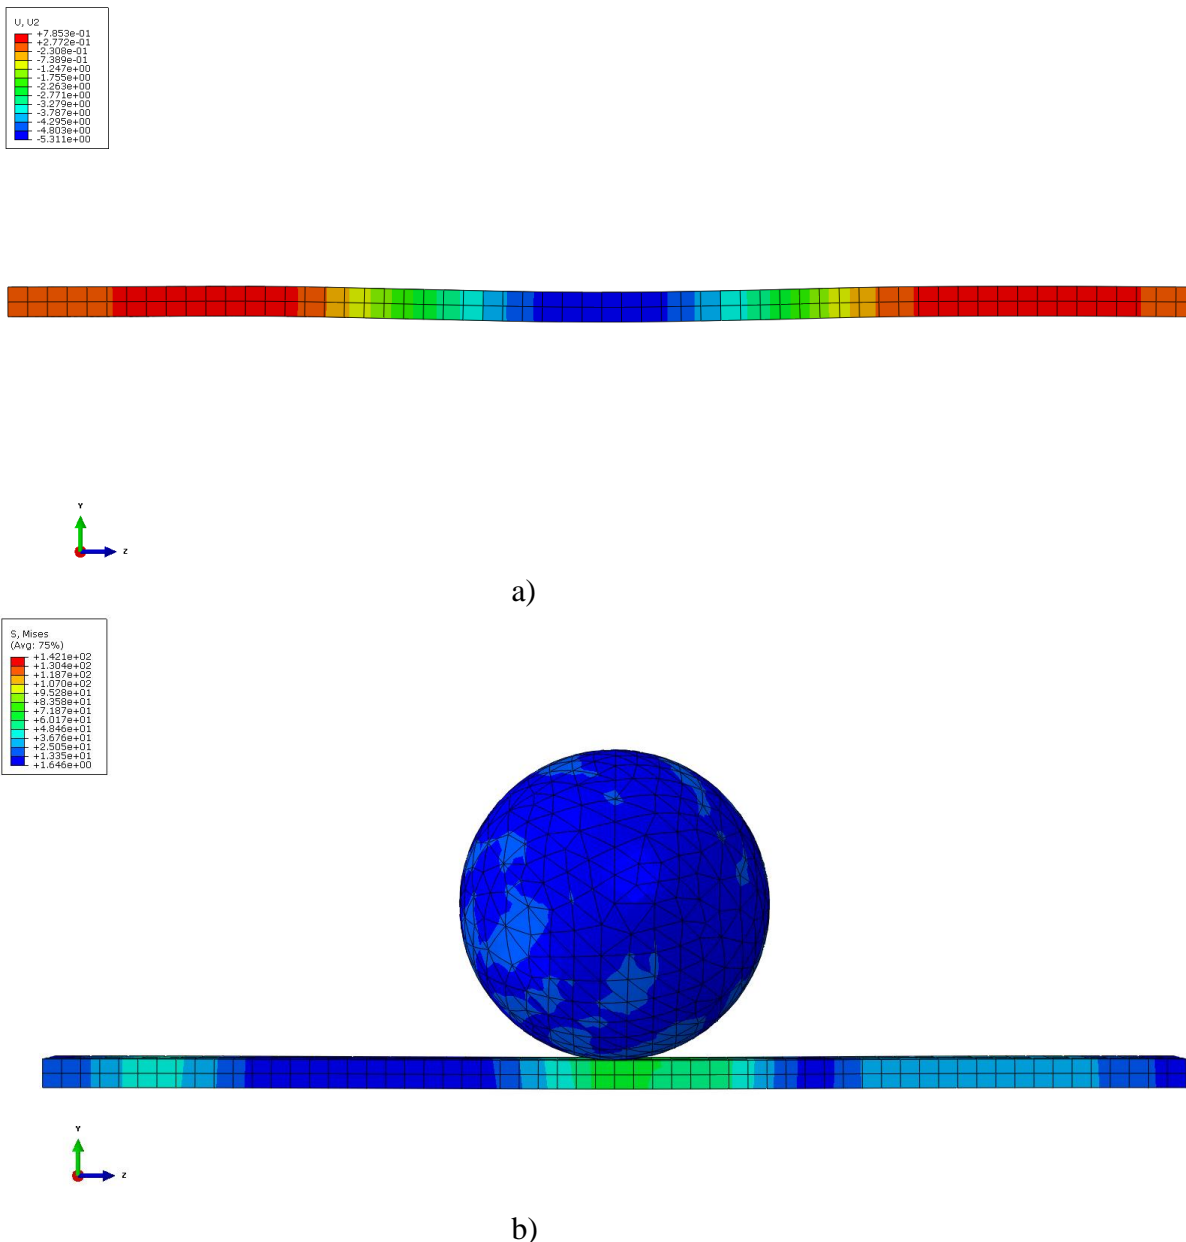 U, U2
+7.853e-01
+2.772e-01
-2.308e-01
-7.389e-01
-1.247e+00
-1.755e+00
-2.263e+00
-2.771e+00
-3.279e+00
-3.787e+00
-4.295e+00
-4.803e+00
-5.311e+00
Y
Z
a)
S, Mises
(Avg: 75%)
+1.421e+02
+1.304e+02
+1.187e+02
+1.070e+02
+9.528e+01
+8.358e+01
+7.187e+01
+6.017e+01
+4.846e+01
+3.676e+01
+2.505e+01
+1.335e+01
+1.646e+00
Y
Z
b)